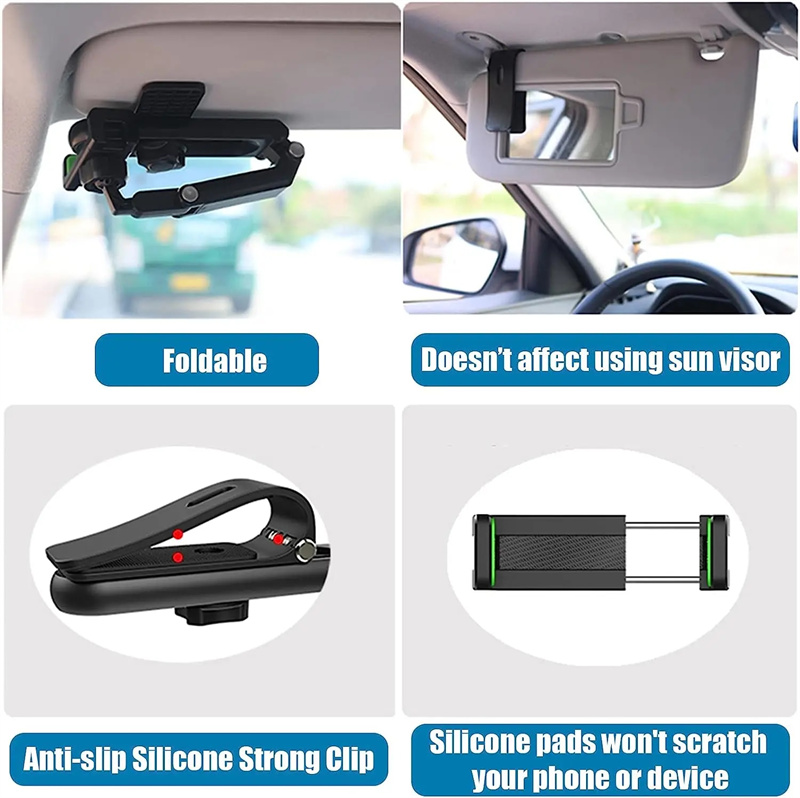 Foldable
Doesn’t affect using sun visor
Anti-slip Silicone Strong Clip
Silicone pads won't scratch
your phone or device